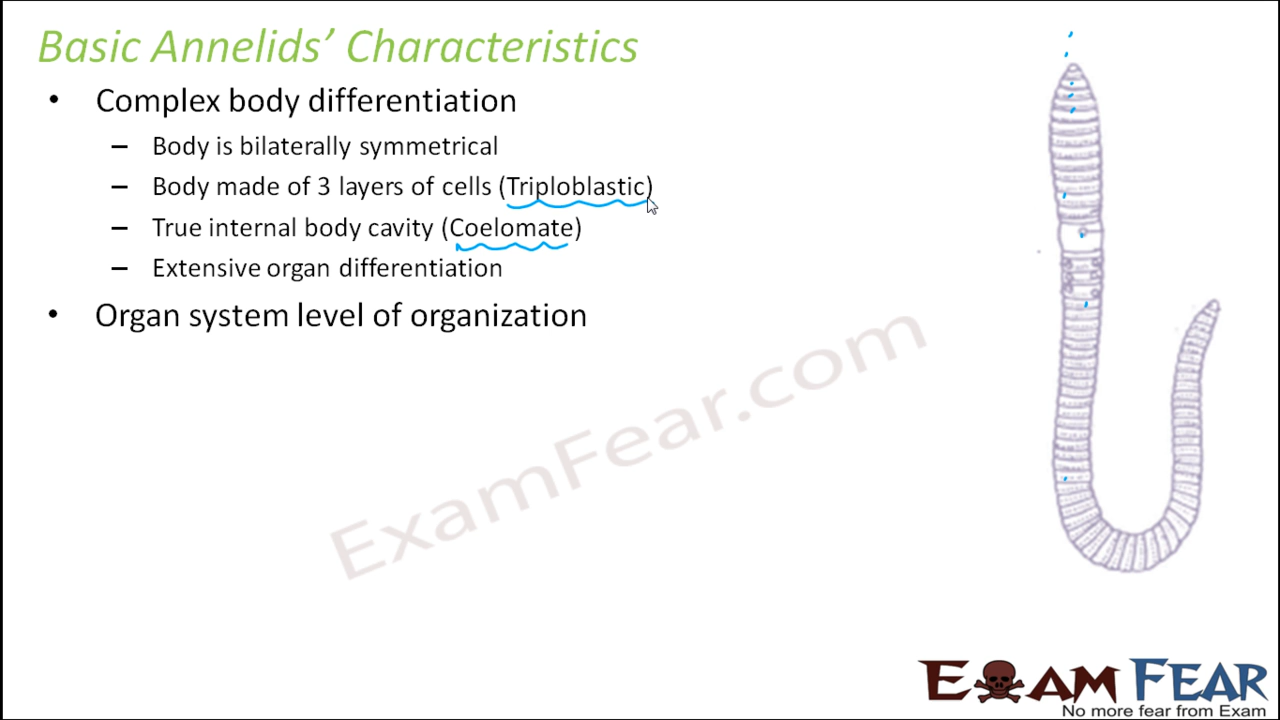 Basic Annelids' Characteristics
• Complex body differentiation
– Body is bilaterally symmetrical
– Body made of 3 layers of cells (Triploblastic)
– True internal body cavity (Coelomate)
– Extensive organ differentiation
• Organ system level of organization
ExamFear.com
EXAM FEAR
No more fear from Exam